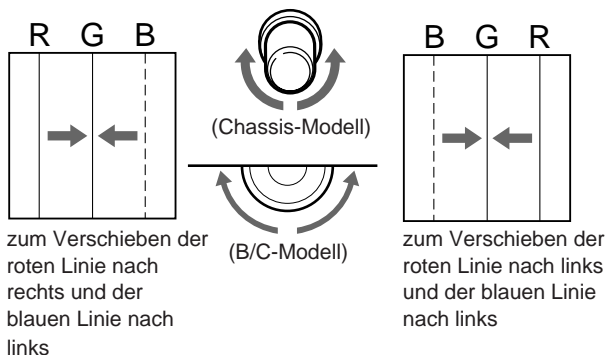 R G B
(Chassis-Modell)
(B/C-Modell)
zum Verschieben der
roten Linie nach
rechts und der
blauen Linie nach
links
B G R
zum Verschieben der
roten Linie nach links
und der blauen Linie
nach links